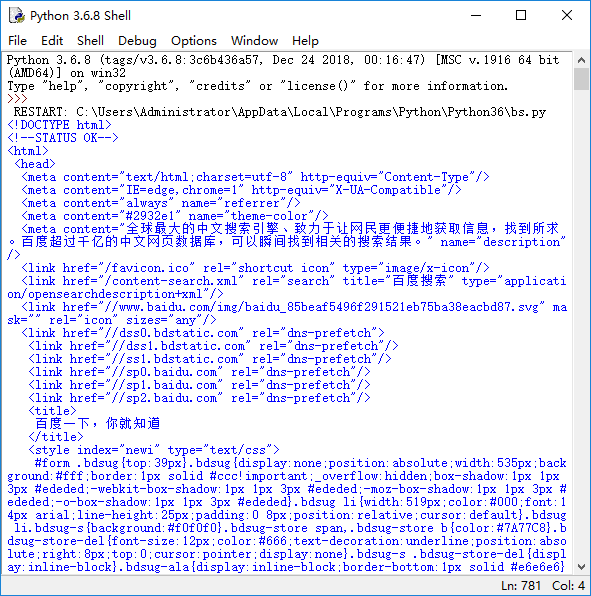 Python 3.6.8 Shell
File Edit Shell Debug Options Window Help
Python 3.6.8 (tags/v3.6.8:3c6b436a57, Dec 24 2018, 00:16:47) [MSC v.1916 64 bit
(AMD64)] on win32
Type "help", "copyright", "credits" or "license()" for more information.
>>>
 RESTART: C:\Users\Administrator\AppData\Local\Programs\Python\Python36\bs.py
<!DOCTYPE html>
<!--STATUS OK-->
<html>
 <head>
  <meta content="text/html;charset=utf-8" http-equiv="Content-Type"/>
  <meta content="IE=edge,chrome=1" http-equiv="X-UA-Compatible"/>
  <meta content="always" name="referrer"/>
  <meta content="#2932e1" name="theme-color"/>
  <meta content="全球最大的中文搜索引擎、致力于让网民更便捷地获取信息，找到所求
。百度超过千亿的中文网页数据库，可以瞬间找到相关的搜索结果。" name="description"
/>
  <link href="/favicon.ico" rel="shortcut icon" type="image/x-icon"/>
  <link href="/content-search.xml" rel="search" title="百度搜索" type="applicati
on/opensearchdescription+xml"/>
  <link href="//www.baidu.com/img/baidu_85beaf5496f291521eb75ba38eacbd87.svg" ma
sk="" rel="icon" sizes="any"/>
  <link href="//dss0.bdstatic.com" rel="dns-prefetch">
   <link href="//dss1.bdstatic.com" rel="dns-prefetch"/>
   <link href="//ss1.bdstatic.com" rel="dns-prefetch"/>
   <link href="//sp0.baidu.com" rel="dns-prefetch"/>
   <link href="//sp1.baidu.com" rel="dns-prefetch"/>
   <link href="//sp2.baidu.com" rel="dns-prefetch"/>
   <title>
    百度一下，你就知道
   </title>
   <style index="newi" type="text/css">
    #form .bdsug{top:39px}.bdsug{display:none;position:absolute;width:535px;back
ground:#fff;border:1px solid #ccc!important;_overflow:hidden;box-shadow:1px 1px
3px #ededed;-webkit-box-shadow:1px 1px 3px #ededed;-moz-box-shadow:1px 1px 3px #
ededed;-o-box-shadow:1px 1px 3px #ededed}.bdsug li{width:519px;color:#000;font:1
4px arial;line-height:25px;padding:0 8px;position:relative;cursor:default}.bdsug
 li.bdsug-s{background:#f0f0f0}.bdsug-store span,.bdsug-store b{color:#7A77C8}.b
dsug-store-del{font-size:12px;color:#666;text-decoration:underline;position:abso
lute;right:8px;top:0;cursor:pointer;display:none}.bdsug-s .bdsug-store-del{displ
ay:inline-block}.bdsug-ala{display:inline-block;border-bottom:1px solid #e6e6e6}
Ln: 781 Col: 4